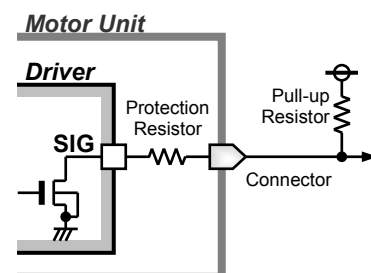 Motor Unit
Driver
Protection
Resistor
Pull-up
Resistor
SIG
Connector